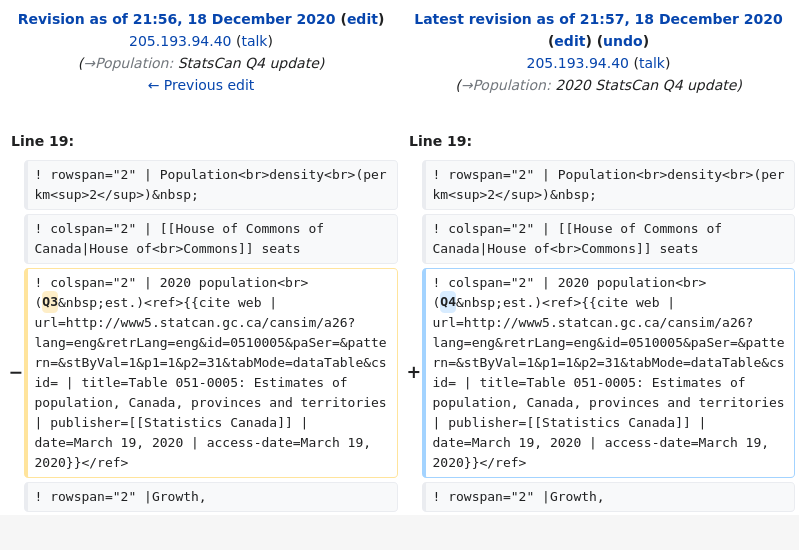 Revision as of 21:56, 18 December 2020 (edit)
205.193.94.40 (talk)
(→Population: StatsCan Q4 update)
← Previous edit
Latest revision as of 21:57, 18 December 2020
(edit) (undo)
205.193.94.40 (talk)
(→Population: 2020 StatsCan Q4 update)
Line 19:
! rowspan="2" | Population<br>density<br>(per
km<sup>2</sup>)&nbsp;
! colspan="2" | [[House of Commons of
Canada|House of<br>Commons]] seats
− ! colspan="2" | 2020 population<br>
(Q3&nbsp;est.)<ref>{{cite web |
url=http://www5.statcan.gc.ca/cansim/a26?
lang=eng&retrLang=eng&id=0510005&paSer=&patte
rn=&stByVal=1&p1=1&p2=31&tabMode=dataTable&cs
id= | title=Table 051-0005: Estimates of
population, Canada, provinces and territories
| publisher=[[Statistics Canada]] |
date=March 19, 2020 | access-date=March 19,
2020}}</ref>
! rowspan="2" |Growth,
Line 19:
! rowspan="2" | Population<br>density<br>(per
km<sup>2</sup>)&nbsp;
! colspan="2" | [[House of Commons of
Canada|House of<br>Commons]] seats
+ ! colspan="2" | 2020 population<br>
(Q4&nbsp;est.)<ref>{{cite web |
url=http://www5.statcan.gc.ca/cansim/a26?
lang=eng&retrLang=eng&id=0510005&paSer=&patte
rn=&stByVal=1&p1=1&p2=31&tabMode=dataTable&cs
id= | title=Table 051-0005: Estimates of
population, Canada, provinces and territories
| publisher=[[Statistics Canada]] |
date=March 19, 2020 | access-date=March 19,
2020}}</ref>
! rowspan="2" |Growth,